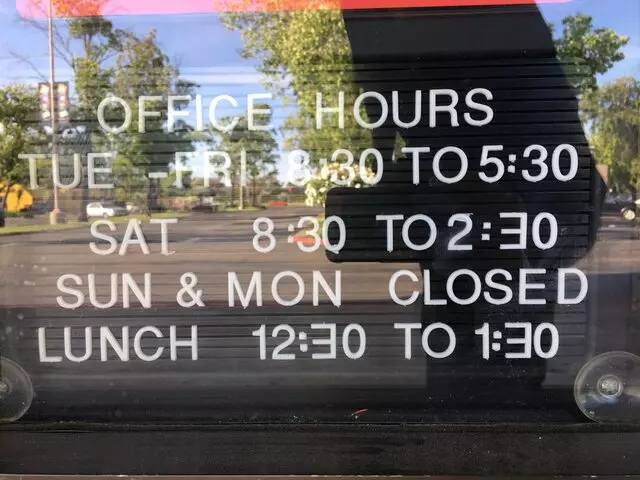 OFFICE HOURS
TUE -FRI 8:30 TO 5:30
SAT 8:30 TO 2:30
SUN & MON CLOSED
LUNCH 12:30 TO 1:30